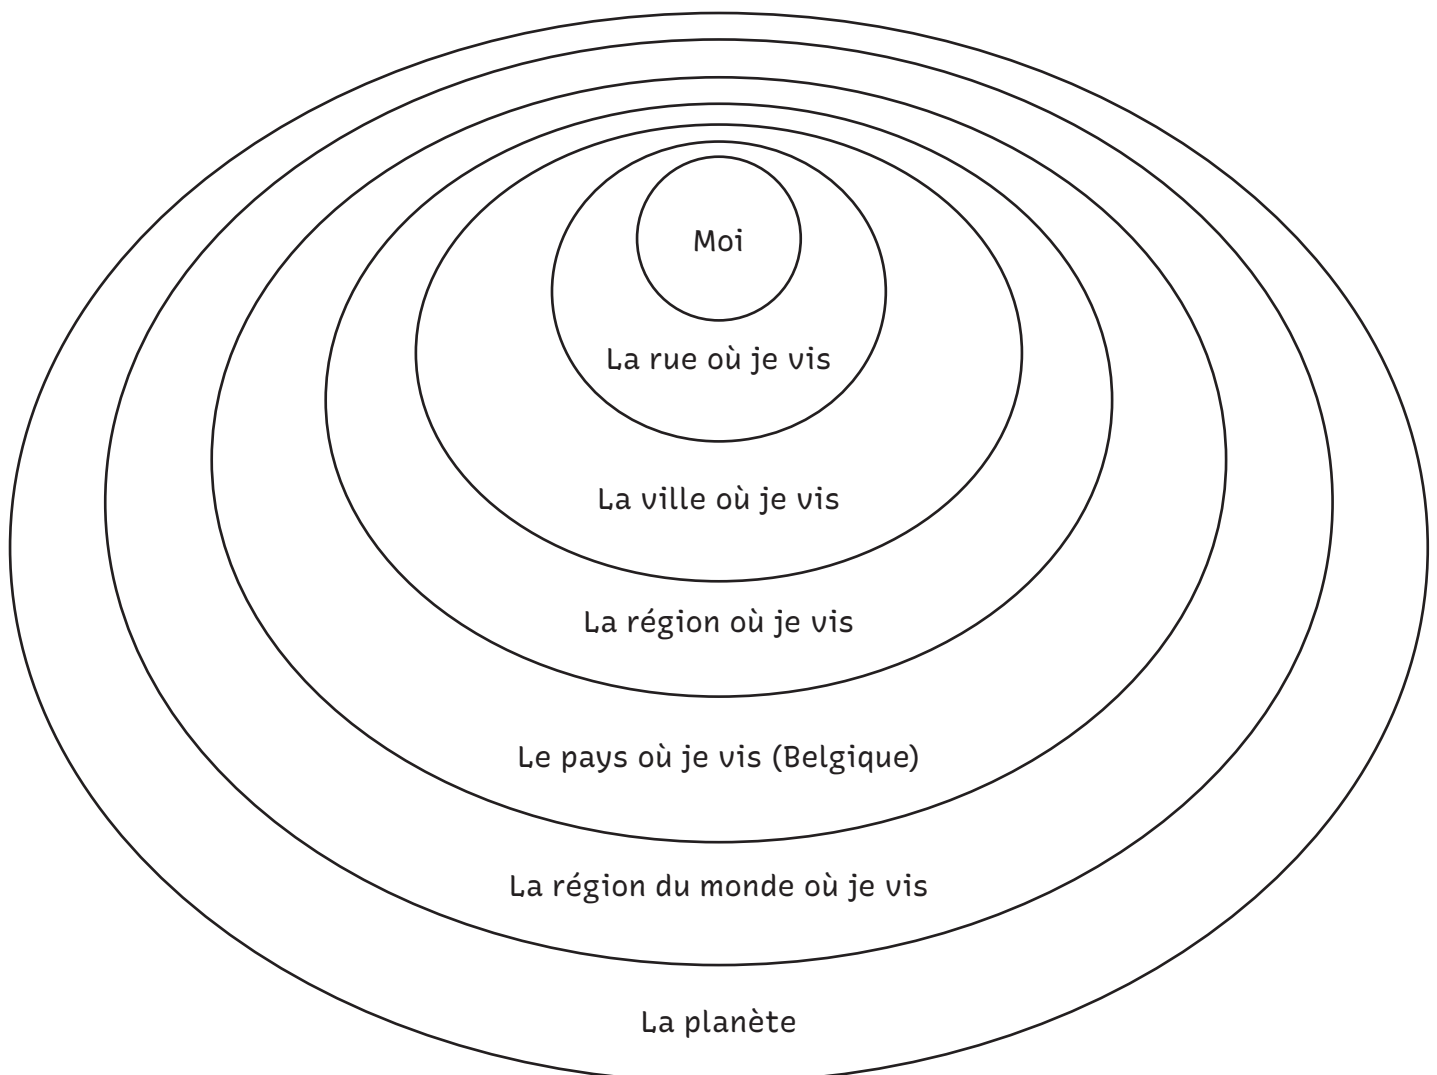 Moi
La rue où je vis
La ville où je vis
La région où je vis
Le pays où je vis (Belgique)
La région du monde où je vis
La planète